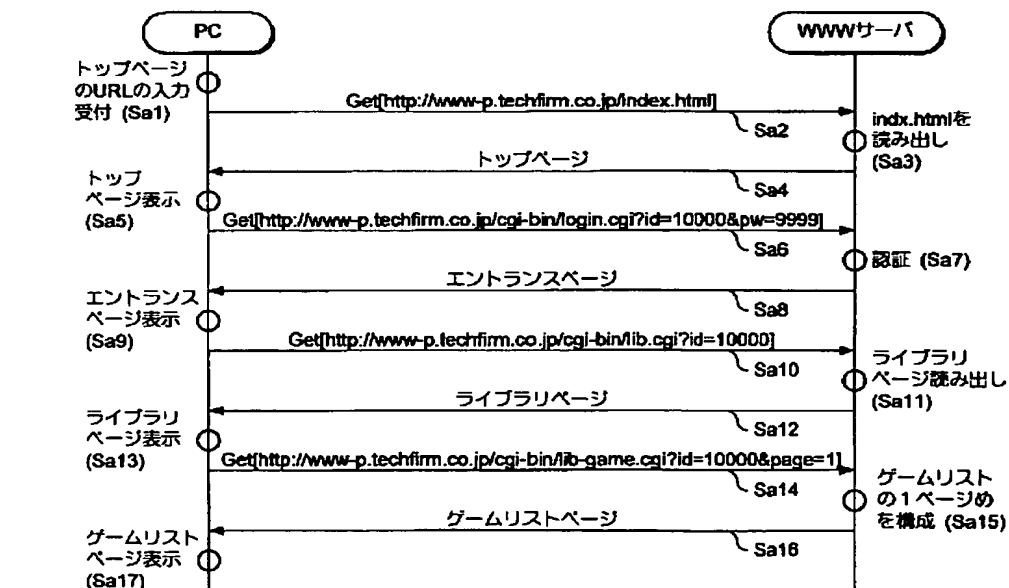 PC
WWWサーバ
トップページ
のURLの入力
受付 (Sa1)
Get[http://www-p.techfirm.co.jp/index.html]
Sa2
indx.htmlを
読み出し
(Sa3)
トップページ
Sa4
トップ
ページ表示
(Sa5)
Get[http://www-p.techfirm.co.jp/cgi-bin/login.cgi?id=10000&pw=9999]
Sa6
認証 (Sa7)
エントランスページ
Sa8
エントランス
ページ表示
(Sa9)
Get[http://www-p.techfirm.co.jp/cgi-bin/lib.cgi?id=10000]
Sa10
ライブラリ
ページ読み出し
(Sa11)
ライブラリページ
Sa12
ライブラリ
ページ表示
(Sa13)
Get[http://www-p.techfirm.co.jp/cgi-bin/lib-game.cgi?id=10000&page=1]
Sa14
ゲームリスト
の1ページめ
を構成 (Sa15)
ゲームリストページ
Sa16
ゲームリスト
ページ表示
(Sa17)